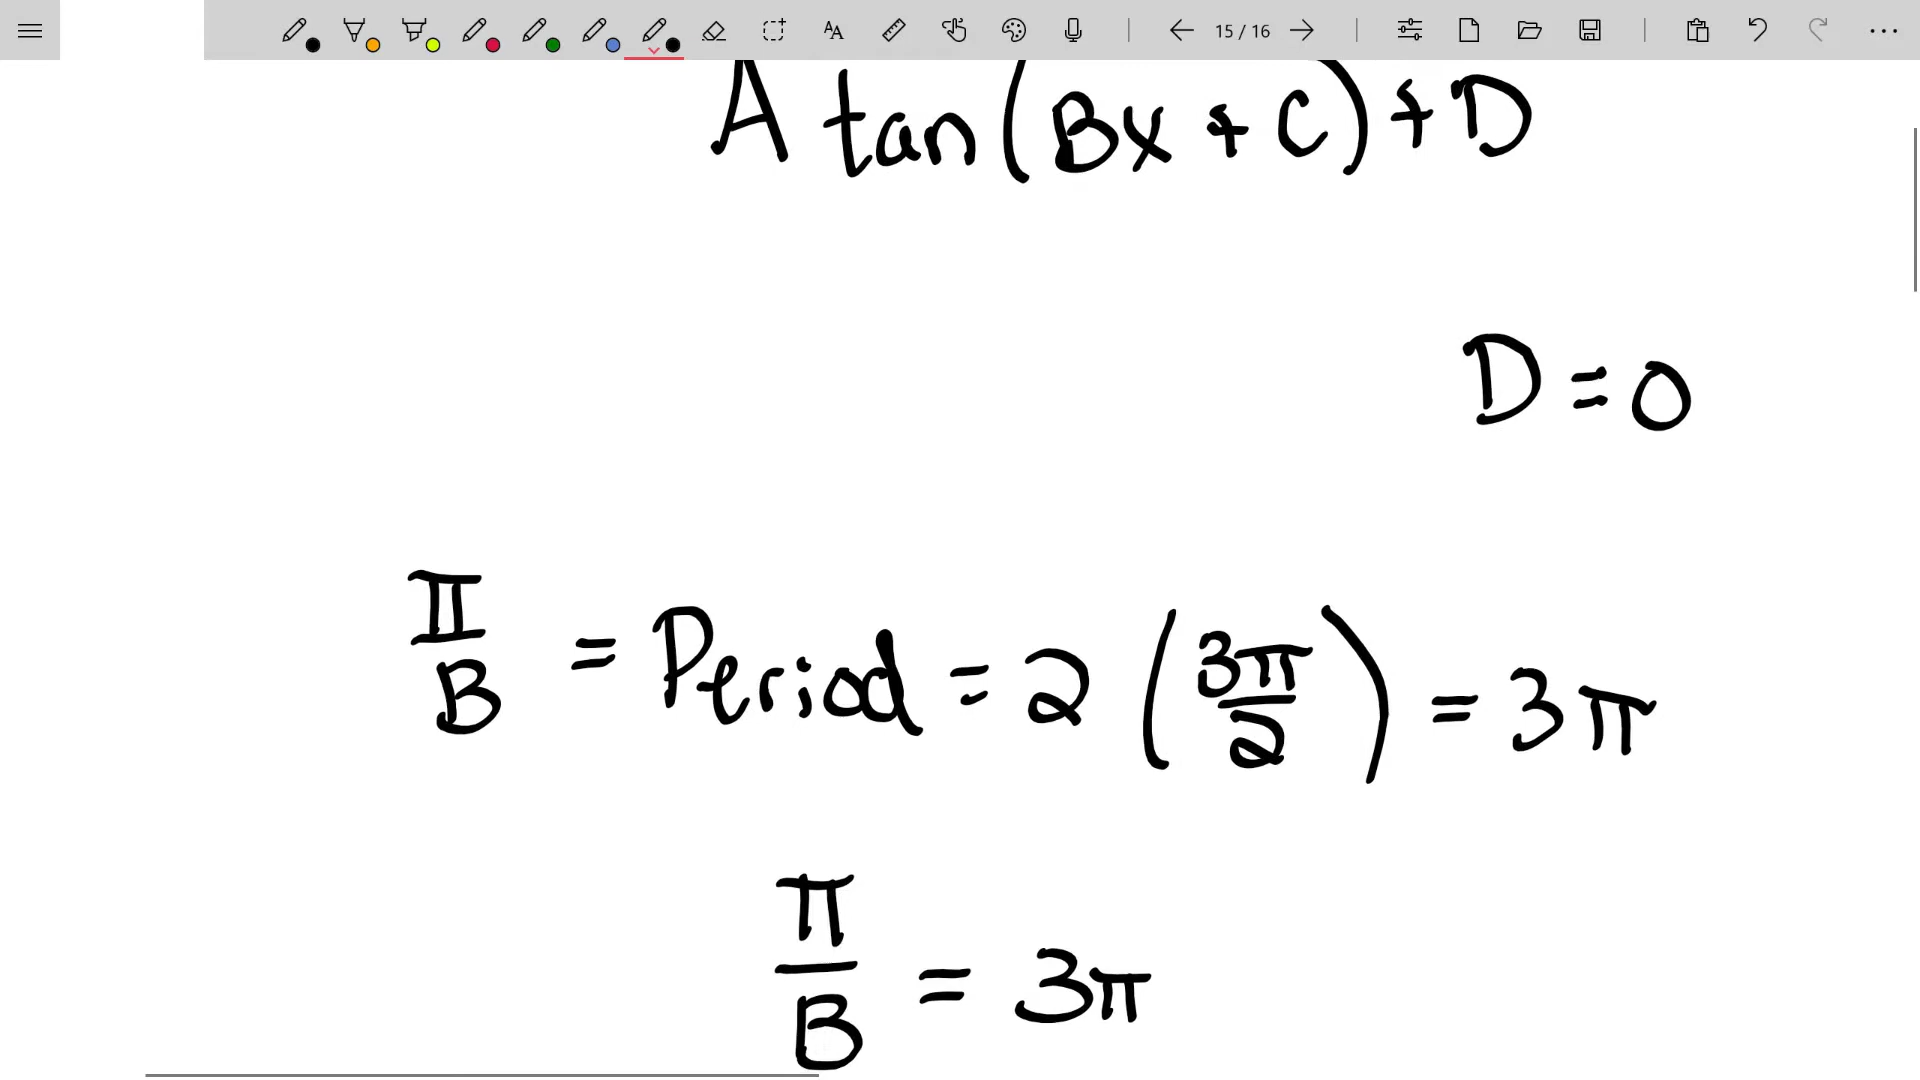 15 / 16
A tan(Bx + C) + D
D = 0
π/B = Period = 2 (3π/2) = 3π
π/B = 3π